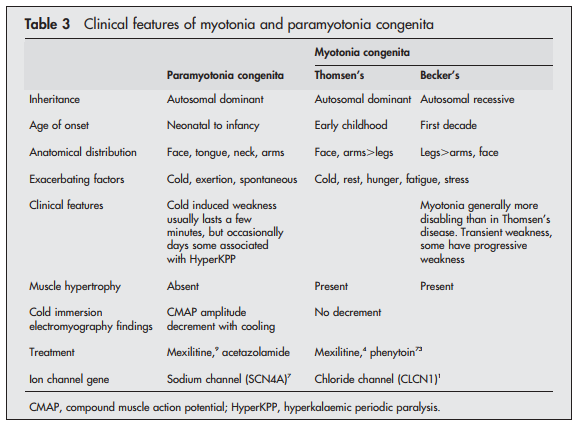 Table 3 Clinical features of myotonia and paramyotonia congenita
Myotonia congenita
Paramyotonia congenita Thomsen's Becker's
Inheritance Autosomal dominant Autosomal dominant Autosomal recessive
Age of onset Neonatal to infancy Early childhood First decade
Anatomical distribution Face, tongue, neck, arms Face, arms>legs Legs>arms, face
Exacerbating factors Cold, exertion, spontaneous Cold, rest, hunger, fatigue, stress
Clinical features Cold induced weakness Myotonia generally more
usually lasts a few disabling than in Thomsen's
minutes, but occasionally disease. Transient weakness,
days some associated some have progressive
with HyperKPP weakness
Muscle hypertrophy Absent Present Present
Cold immersion CMAP amplitude No decrement
electromyography findings decrement with cooling
Treatment Mexilitine,⁹ acetazolamide Mexilitine,⁴ phenytoin⁷³
Ion channel gene Sodium channel (SCN4A)⁷ Chloride channel (CLCN1)¹
CMAP, compound muscle action potential; HyperKPP, hyperkalaemic periodic paralysis.